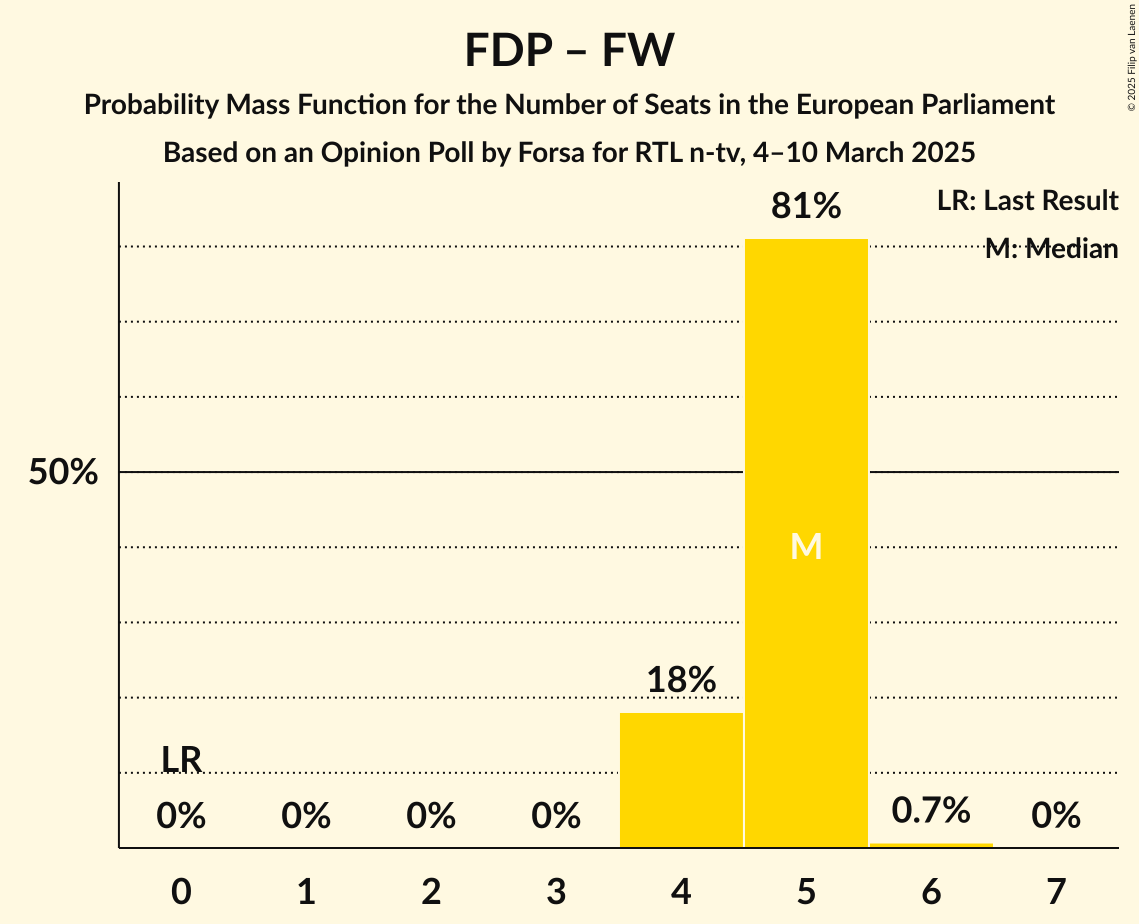 FDP – FW
Probability Mass Function for the Number of Seats in the European Parliament
Based on an Opinion Poll by Forsa for RTL n-tv, 4–10 March 2025
© 2025 Filip van Laenen
LR: Last Result
M: Median
81%
50%
M
18%
LR
0% 0% 0% 0% 0.7% 0%
0 1 2 3 4 5 6 7